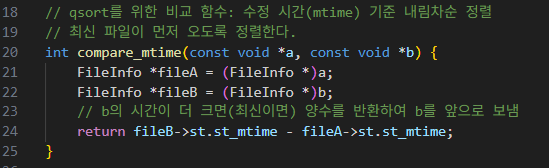 18 // qsort를 위한 비교 함수: 수정 시간(mtime) 기준 내림차순 정렬
19 // 최신 파일이 먼저 오도록 정렬한다.
20 int compare_mtime(const void *a, const void *b) {
21     FileInfo *fileA = (FileInfo *)a;
22     FileInfo *fileB = (FileInfo *)b;
23     // b의 시간이 더 크면(최신이면) 양수를 반환하여 b를 앞으로 보냄
24     return fileB->st.st_mtime - fileA->st.st_mtime;
25 }